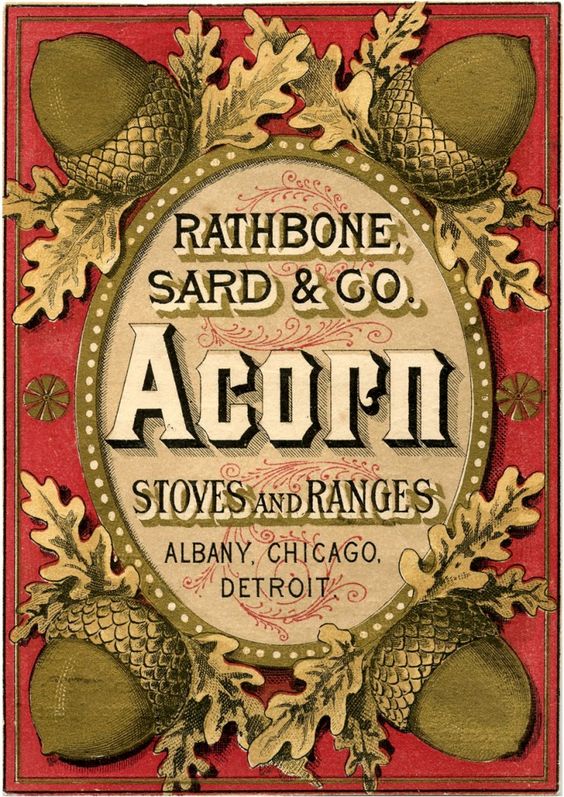 RATHBONE,
SARD & CO.
Acorn
STOVES AND RANGES
ALBANY, CHICAGO,
DETROIT